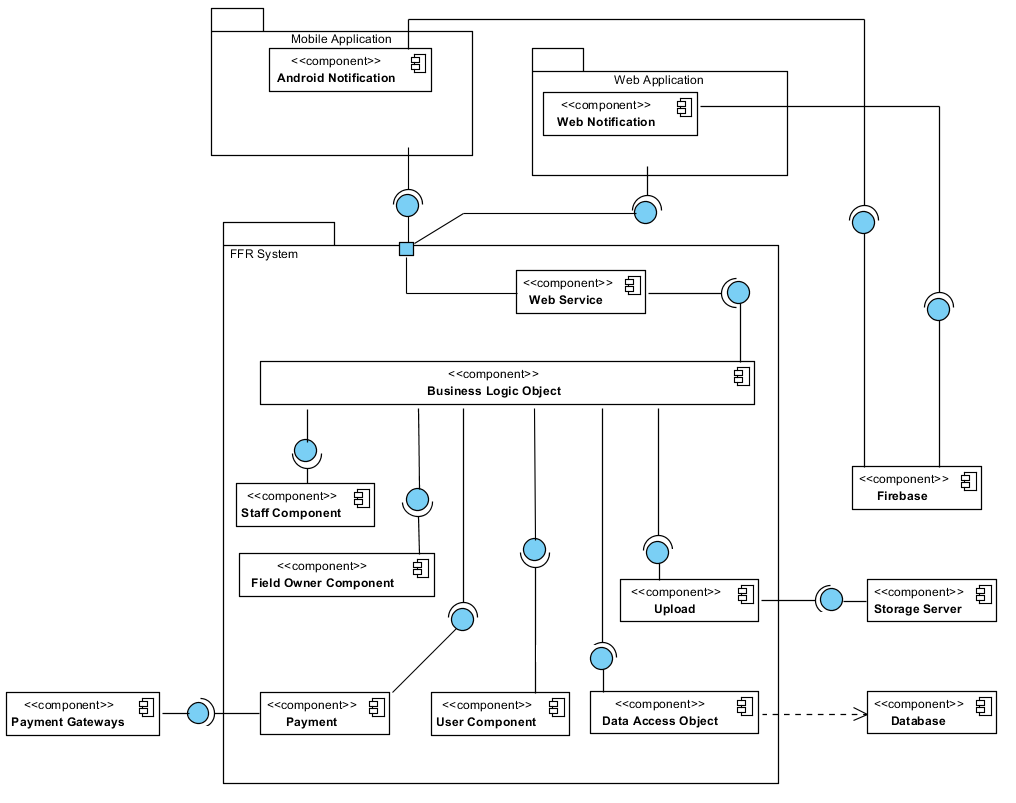 Mobile Application
<<component>>
Android Notification
Web Application
<<component>>
Web Notification
FFR System
<<component>>
Web Service
<<component>>
Business Logic Object
<<component>>
Firebase
<<component>>
Staff Component
<<component>>
Field Owner Component
<<component>>
Upload
<<component>>
Storage Server
<<component>>
Payment Gateways
<<component>>
Payment
<<component>>
User Component
<<component>>
Data Access Object
<<component>>
Database